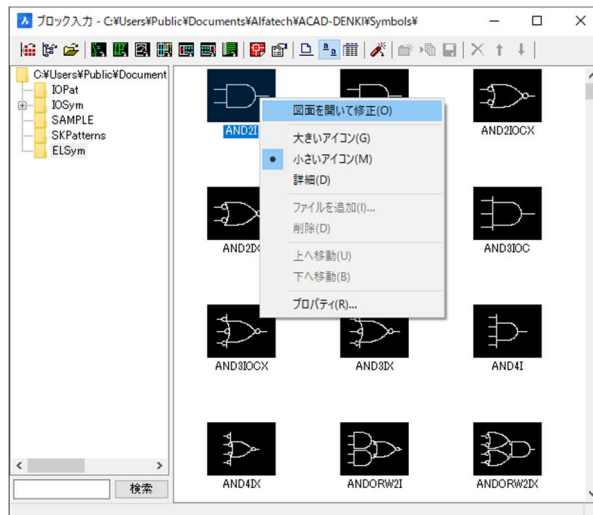 ブロック入力 - C:¥Users¥Public¥Documents¥Alfatech¥ACAD-DENKI¥Symbols¥
C:¥Users¥Public¥Document
IOPat
IOSym
SAMPLE
SKPatterns
ELSym
AND2I
AND2IOCX
図面を開いて修正(O)
大きいアイコン(G)
小さいアイコン(M)
詳細(D)
ファイルを追加(I)...
削除(D)
上へ移動(U)
下へ移動(B)
プロパティ(R)...
AND2IX
AND3IOC
AND3IOCX
AND3IX
AND4I
AND4IX
ANDORW2I
ANDORW2IX
検索